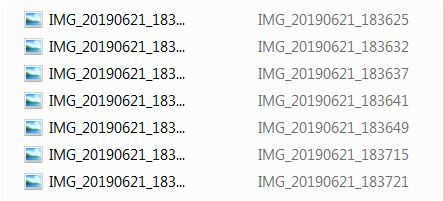 IMG_20190621_183... IMG_20190621_183625
IMG_20190621_183... IMG_20190621_183632
IMG_20190621_183... IMG_20190621_183637
IMG_20190621_183... IMG_20190621_183641
IMG_20190621_183... IMG_20190621_183649
IMG_20190621_183... IMG_20190621_183715
IMG_20190621_183... IMG_20190621_183721